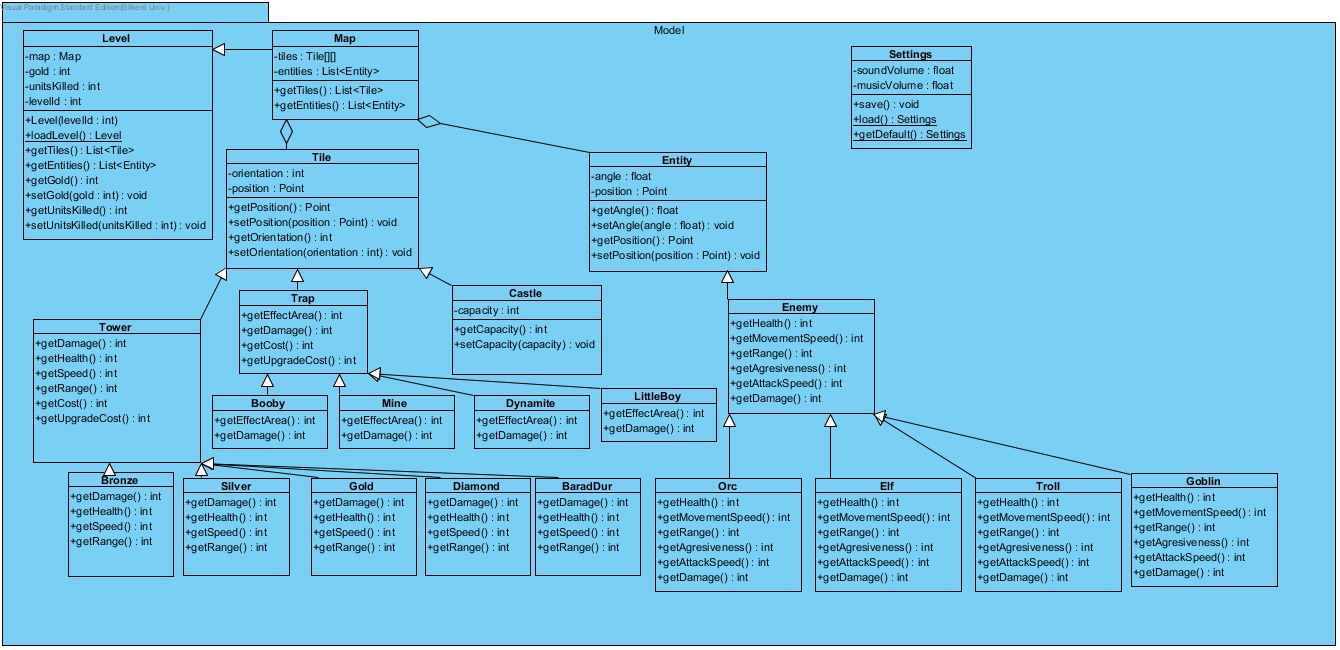 Visual Paradigm Standard Edition(Bilkent Univ.)
Model
Level
-map : Map
-gold : int
-unitsKilled : int
-levelId : int
+Level(levelId : int)
+loadLevel() : Level
+getTiles() : List<Tile>
+getEntities() : List<Entity>
+getGold() : int
+setGold(gold : int) : void
+getUnitsKilled() : int
+setUnitsKilled(unitsKilled : int) : void
Map
-tiles : Tile[][]
-entities : List<Entity>
+getTiles() : List<Tile>
+getEntities() : List<Entity>
Settings
-soundVolume : float
-musicVolume : float
+save() : void
+load() : Settings
+getDefault() : Settings
Tile
-orientation : int
-position : Point
+getPosition() : Point
+setPosition(position : Point) : void
+getOrientation() : int
+setOrientation(orientation : int) : void
Entity
-angle : float
-position : Point
+getAngle() : float
+setAngle(angle : float) : void
+getPosition() : Point
+setPosition(position : Point) : void
Tower
+getDamage() : int
+getHealth() : int
+getSpeed() : int
+getRange() : int
+getCost() : int
+getUpgradeCost() : int
Trap
+getEffectArea() : int
+getDamage() : int
+getCost() : int
+getUpgradeCost() : int
Castle
-capacity : int
+getCapacity() : int
+setCapacity(capacity) : void
Enemy
+getHealth() : int
+getMovementSpeed() : int
+getRange() : int
+getAgresiveness() : int
+getAttackSpeed() : int
+getDamage() : int
Booby
+getEffectArea() : int
+getDamage() : int
Mine
+getEffectArea() : int
+getDamage() : int
Dynamite
+getEffectArea() : int
+getDamage() : int
LittleBoy
+getEffectArea() : int
+getDamage() : int
Bronze
+getDamage() : int
+getHealth() : int
+getSpeed() : int
+getRange() : int
Silver
+getDamage() : int
+getHealth() : int
+getSpeed() : int
+getRange() : int
Gold
+getDamage() : int
+getHealth() : int
+getSpeed() : int
+getRange() : int
Diamond
+getDamage() : int
+getHealth() : int
+getSpeed() : int
+getRange() : int
BaradDur
+getDamage() : int
+getHealth() : int
+getSpeed() : int
+getRange() : int
Orc
+getHealth() : int
+getMovementSpeed() : int
+getRange() : int
+getAgresiveness() : int
+getAttackSpeed() : int
+getDamage() : int
Elf
+getHealth() : int
+getMovementSpeed() : int
+getRange() : int
+getAgresiveness() : int
+getAttackSpeed() : int
+getDamage() : int
Troll
+getHealth() : int
+getMovementSpeed() : int
+getRange() : int
+getAgresiveness() : int
+getAttackSpeed() : int
+getDamage() : int
Goblin
+getHealth() : int
+getMovementSpeed() : int
+getRange() : int
+getAgresiveness() : int
+getAttackSpeed() : int
+getDamage() : int